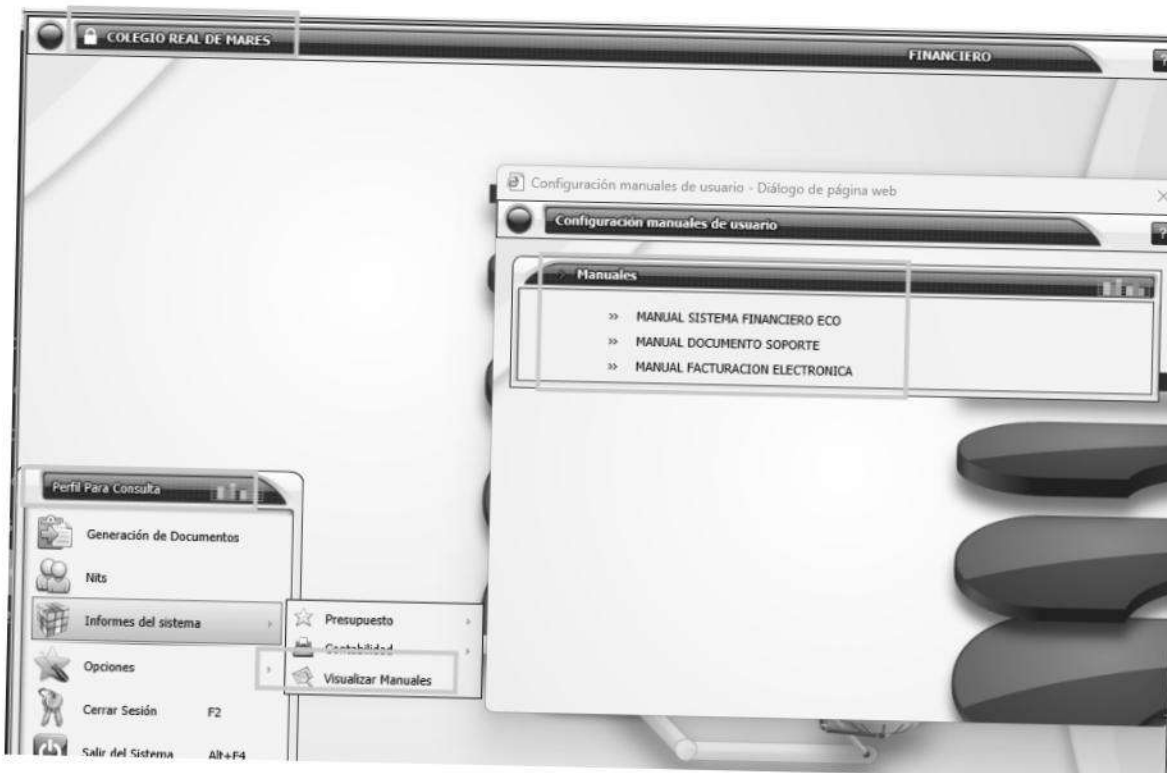 COLEGIO REAL DE MARES
FINANCIERO
?
Configuración manuales de usuario - Diálogo de página web
Configuración manuales de usuario
?
Manuales
» MANUAL SISTEMA FINANCIERO ECO
» MANUAL DOCUMENTO SOPORTE
» MANUAL FACTURACION ELECTRONICA
Perfil Para Consulta
Generación de Documentos
Nits
Informes del sistema
Presupuesto
Contabilidad
Visualizar Manuales
Opciones
Cerrar Sesión F2
Salir del Sistema Alt+F4